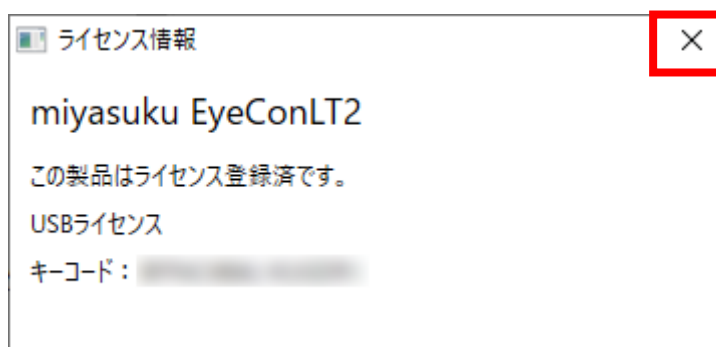 ライセンス情報
miyasuku EyeConLT2
この製品はライセンス登録済です。
USBライセンス
キーコード：